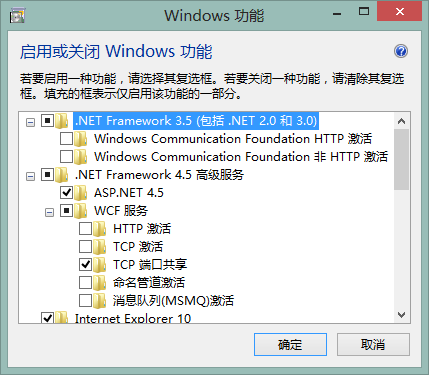 Windows 功能
启用或关闭 Windows 功能
若要启用一种功能，请选择其复选框。若要关闭一种功能，请清除其复选
框。填充的框表示仅启用该功能的一部分。
.NET Framework 3.5 (包括 .NET 2.0 和 3.0)
Windows Communication Foundation HTTP 激活
Windows Communication Foundation 非 HTTP 激活
.NET Framework 4.5 高级服务
ASP.NET 4.5
WCF 服务
HTTP 激活
TCP 激活
TCP 端口共享
命名管道激活
消息队列(MSMQ)激活
Internet Explorer 10
确定
取消